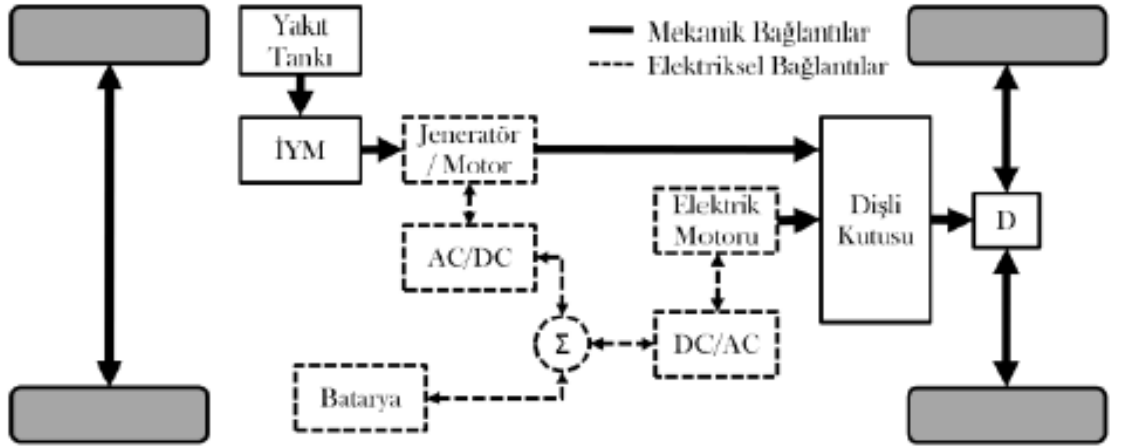 Yakıt
Tankı
Mekanik Bağlantılar
Elektriksel Bağlantılar
İYM
Jeneratör
/ Motor
Elektrik
Motoru
Dişli
Kutusu
D
AC/DC
Σ
DC/AC
Batarya